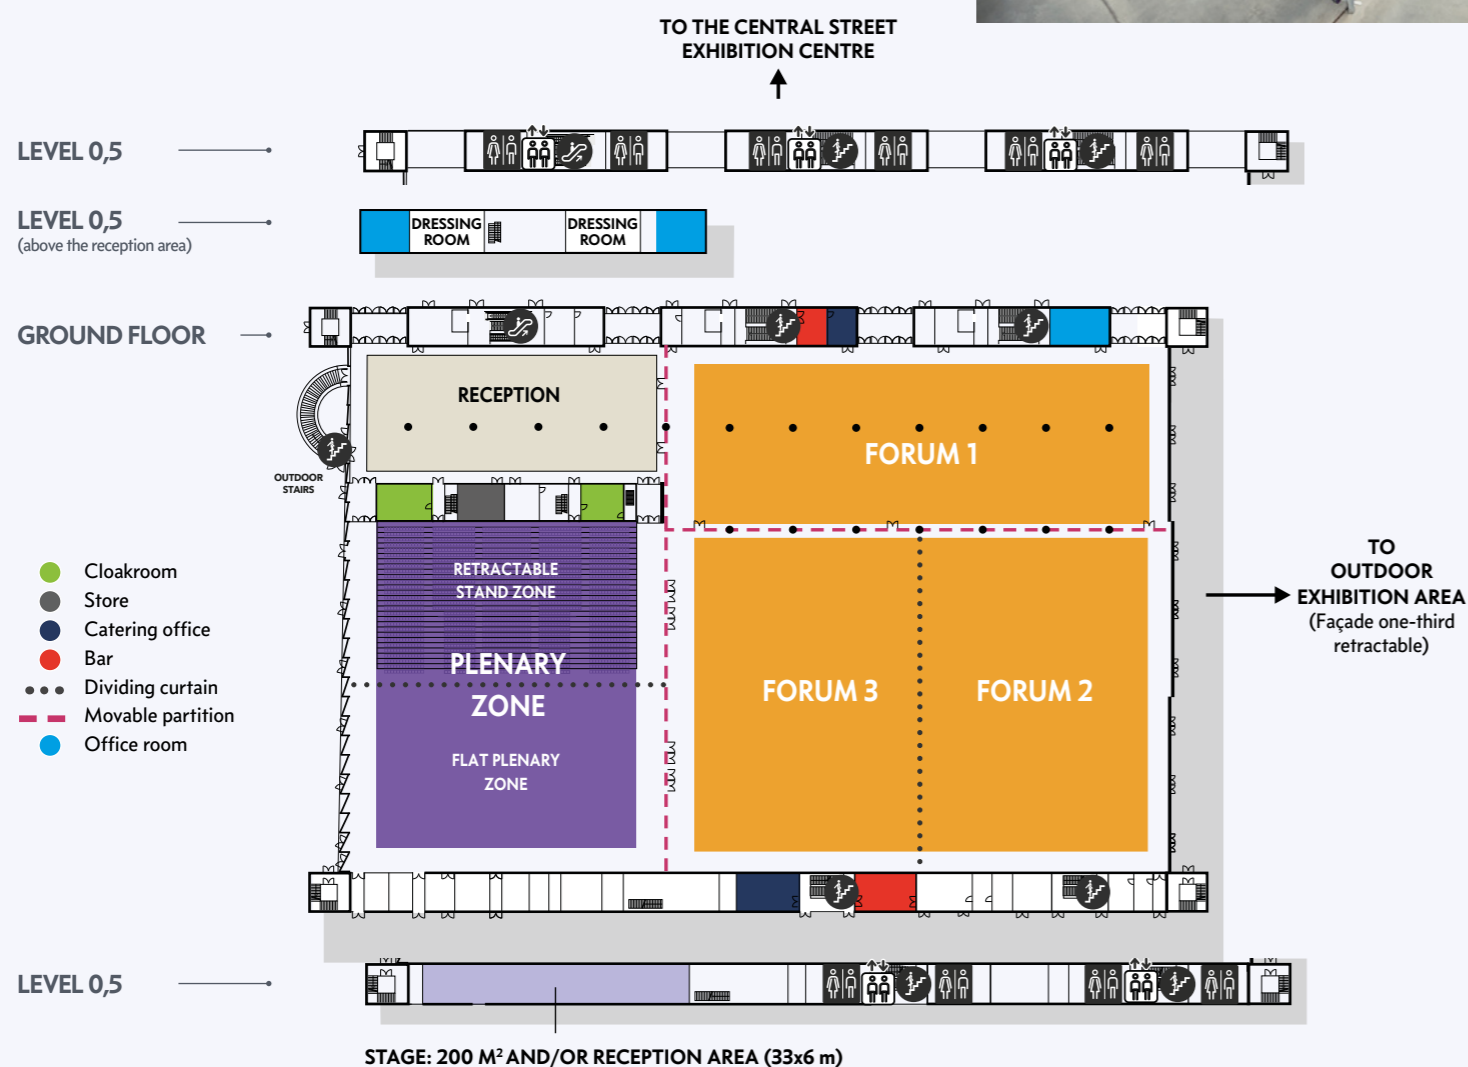 TO THE CENTRAL STREET
EXHIBITION CENTRE
LEVEL 0,5
LEVEL 0,5
(above the reception area)
DRESSING
ROOM
DRESSING
ROOM
GROUND FLOOR
RECEPTION
FORUM 1
OUTDOOR
STAIRS
RETRACTABLE
STAND ZONE
PLENARY
ZONE
FLAT PLENARY
ZONE
FORUM 3
FORUM 2
TO
OUTDOOR
EXHIBITION AREA
(Façade one-third
retractable)
Cloakroom
Store
Catering office
Bar
Dividing curtain
Movable partition
Office room
LEVEL 0,5
STAGE: 200 M² AND/OR RECEPTION AREA (33x6 m)